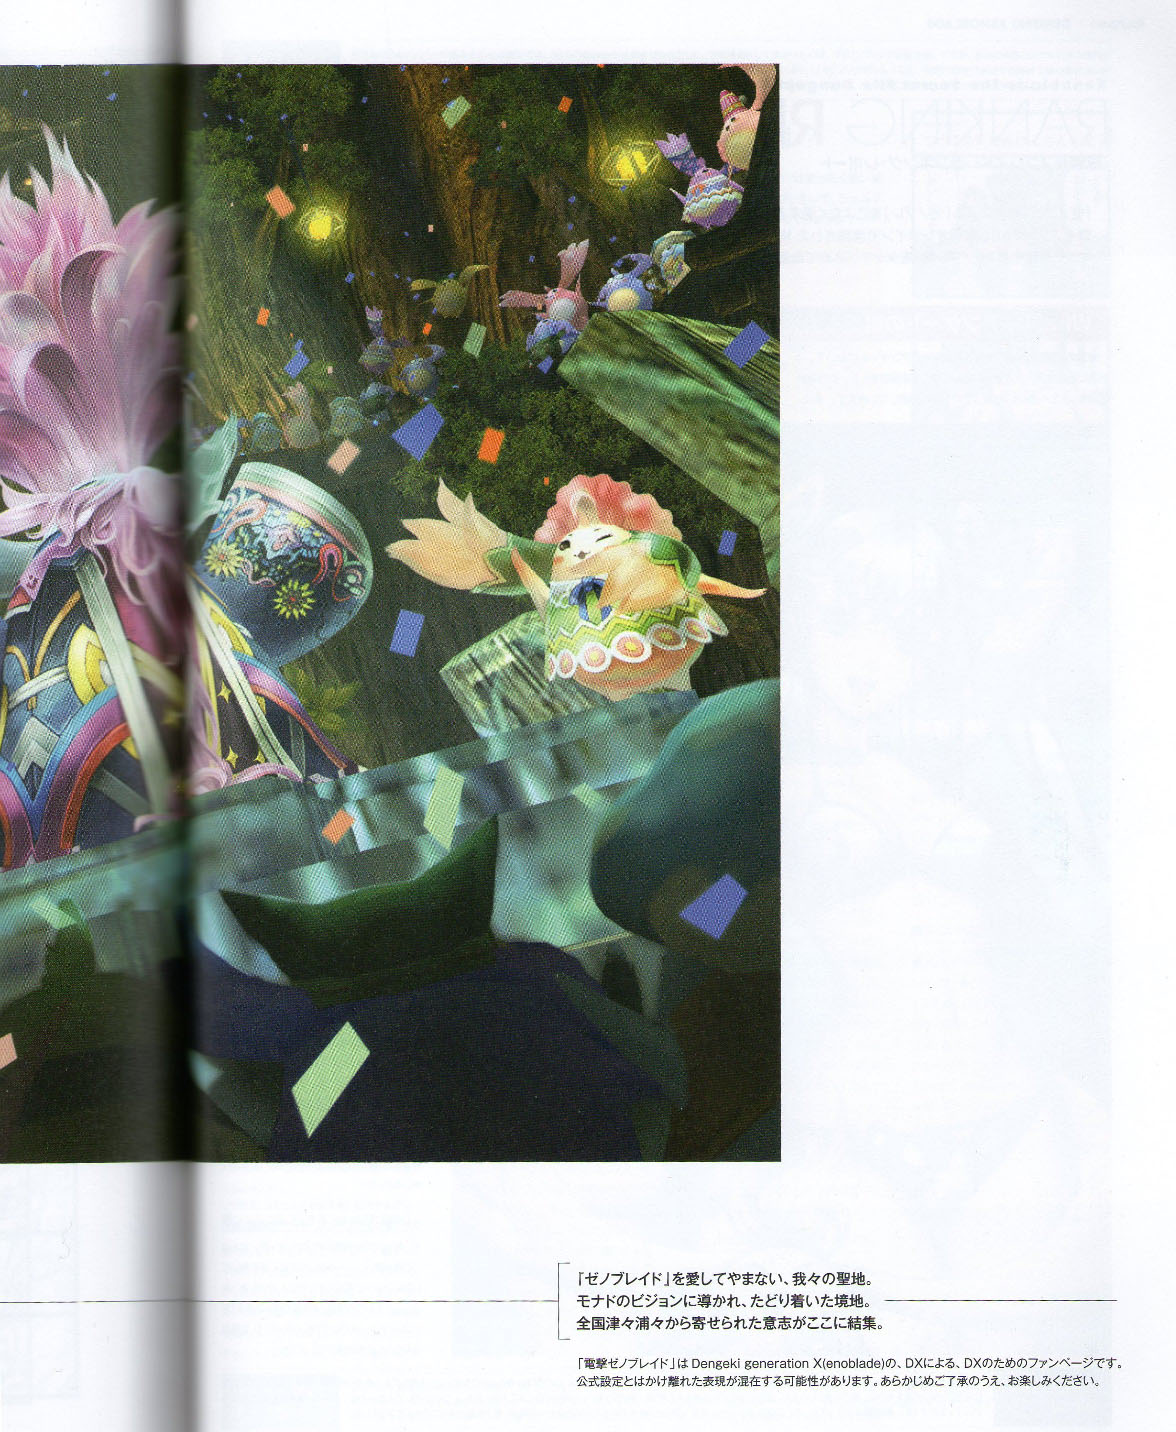 『ゼノブレイド』を愛してやまない、我々の聖地。
モナドのビジョンに導かれ、たどり着いた境地。
全国津々浦々から寄せられた意志がここに結集。
「電撃ゼノブレイド」は Dengeki generation X(enoblade)の、DXによる、DXのためのファンページです。
公式設定とはかけ離れた表現が混在する可能性があります。あらかじめご了承のうえ、お楽しみください。